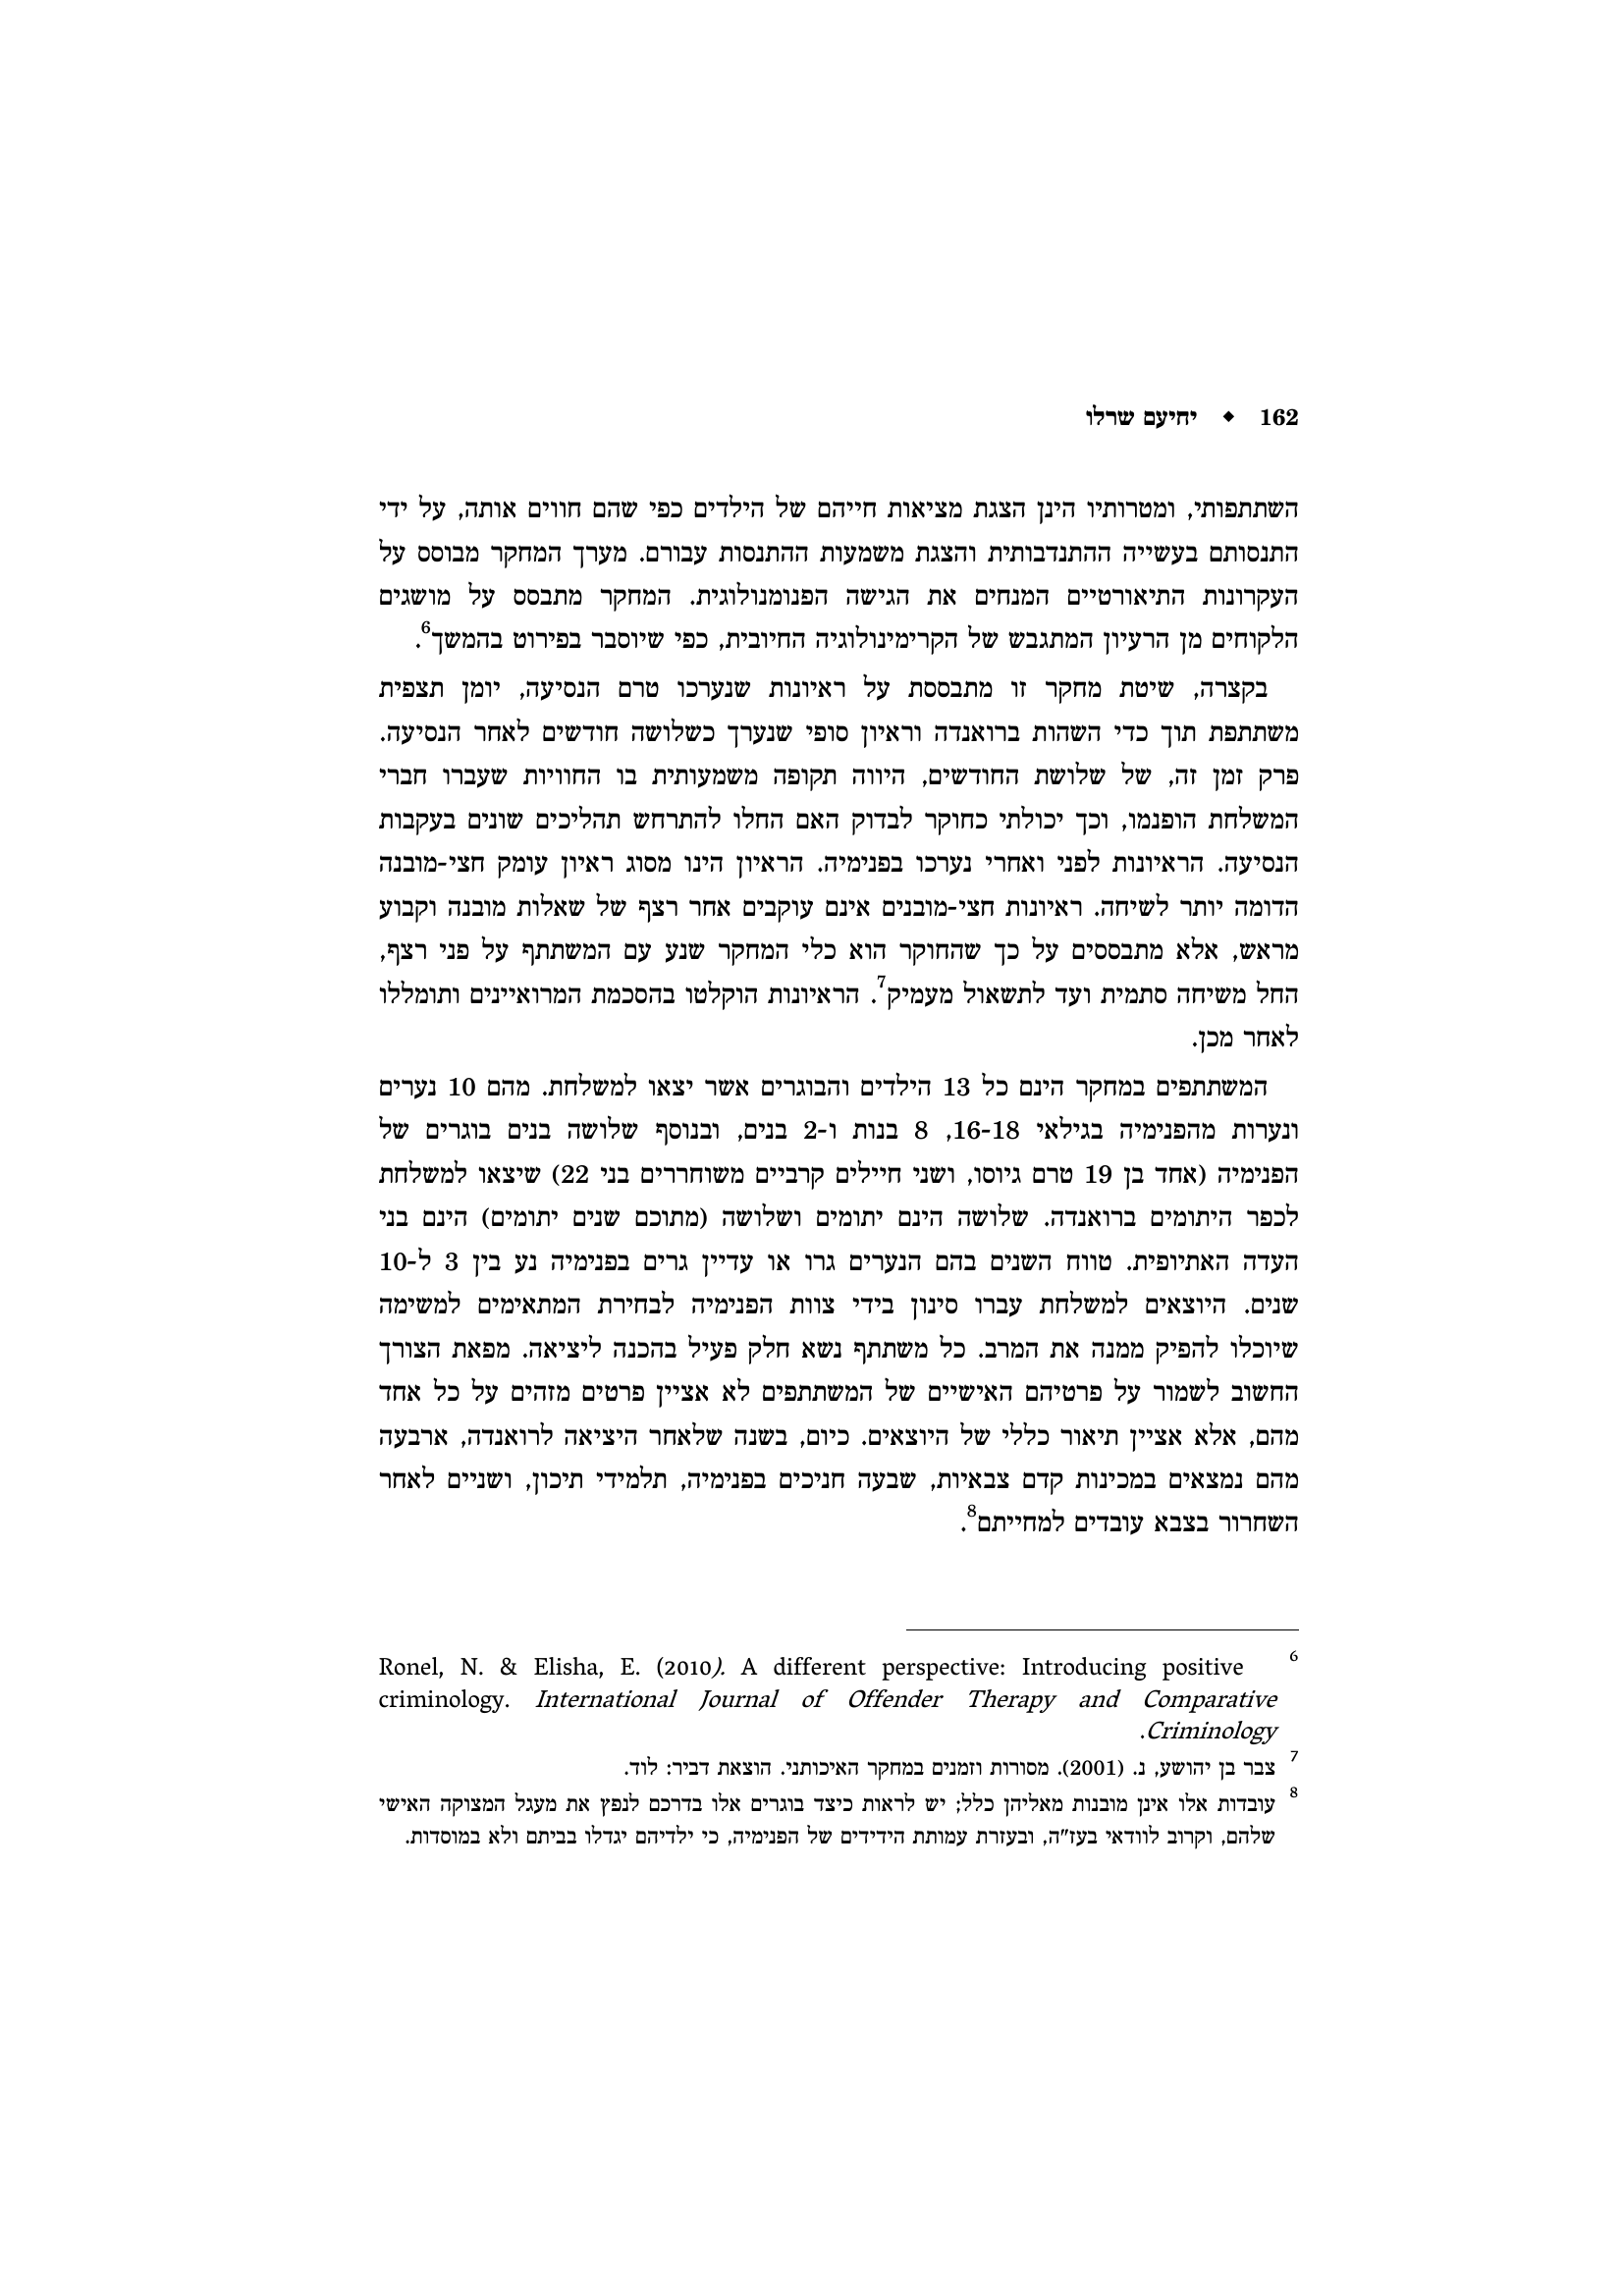 162 ◆ יחיעם שרלו
השתתפותי, ומטרותיו הינן הצגת מציאות חייהם של הילדים כפי שהם חווים אותה, על ידי
התנסותם בעשייה ההתנדבותית והצגת משמעות ההתנסות עבורם. מערך המחקר מבוסס על
העקרונות התיאורטיים המנחים את הגישה הפנומנולוגית. המחקר מתבסס על מושגים
הלקוחים מן הרעיון המתגבש של הקרימינולוגיה החיובית, כפי שיוסבר בפירוט בהמשך6.
בקצרה, שיטת מחקר זו מתבססת על ראיונות שנערכו טרם הנסיעה, יומן תצפית
משתתפת תוך כדי השהות ברואנדה וראיון סופי שנערך כשלושה חודשים לאחר הנסיעה.
פרק זמן זה, של שלושת החודשים, היווה תקופה משמעותית בו החוויות שעברו חברי
המשלחת הופנמו, וכך יכולתי כחוקר לבדוק האם החלו להתרחש תהליכים שונים בעקבות
הנסיעה. הראיונות לפני ואחרי נערכו בפנימיה. הראיון הינו מסוג ראיון עומק חצי-מובנה
הדומה יותר לשיחה. ראיונות חצי-מובנים אינם עוקבים אחר רצף של שאלות מובנה וקבוע
מראש, אלא מתבססים על כך שהחוקר הוא כלי המחקר שנע עם המשתתף על פני רצף,
החל משיחה סתמית ועד לתשאול מעמיק7. הראיונות הוקלטו בהסכמת המרואיינים ותומללו
לאחר מכן.
המשתתפים במחקר הינם כל 13 הילדים והבוגרים אשר יצאו למשלחת. מהם 10 נערים
ונערות מהפנימיה בגילאי 16-18, 8 בנות ו-2 בנים, ובנוסף שלושה בנים בוגרים של
הפנימיה (אחד בן 19 טרם גיוסו, ושני חיילים קרביים משוחררים בני 22) שיצאו למשלחת
לכפר היתומים ברואנדה. שלושה הינם יתומים ושלושה (מתוכם שנים יתומים) הינם בני
העדה האתיופית. טווח השנים בהם הנערים גרו או עדיין גרים בפנימיה נע בין 3 ל-10
שנים. היוצאים למשלחת עברו סינון בידי צוות הפנימיה לבחירת המתאימים למשימה
שיוכלו להפיק ממנה את המרב. כל משתתף נשא חלק פעיל בהכנה ליציאה. מפאת הצורך
החשוב לשמור על פרטיהם האישיים של המשתתפים לא אציין פרטים מזהים על כל אחד
מהם, אלא אציין תיאור כללי של היוצאים. כיום, בשנה שלאחר היציאה לרואנדה, ארבעה
מהם נמצאים במכינות קדם צבאיות, שבעה חניכים בפנימיה, תלמידי תיכון, ושניים לאחר
השחרור בצבא עובדים למחייתם8.
6 Ronel, N. & Elisha, E. (2010). A different perspective: Introducing positive
criminology. International Journal of Offender Therapy and Comparative
Criminology.
7 צבר בן יהושע, נ. (2001). מסורות וזמנים במחקר האיכותני. הוצאת דביר: לוד.
8 עובדות אלו אינן מובנות מאליהן כלל; יש לראות כיצד בוגרים אלו בדרכם לנפץ את מעגל המצוקה האישי
שלהם, וקרוב לוודאי בעז"ה, ובעזרת עמותת הידידים של הפנימיה, כי ילדיהם יגדלו בביתם ולא במוסדות.